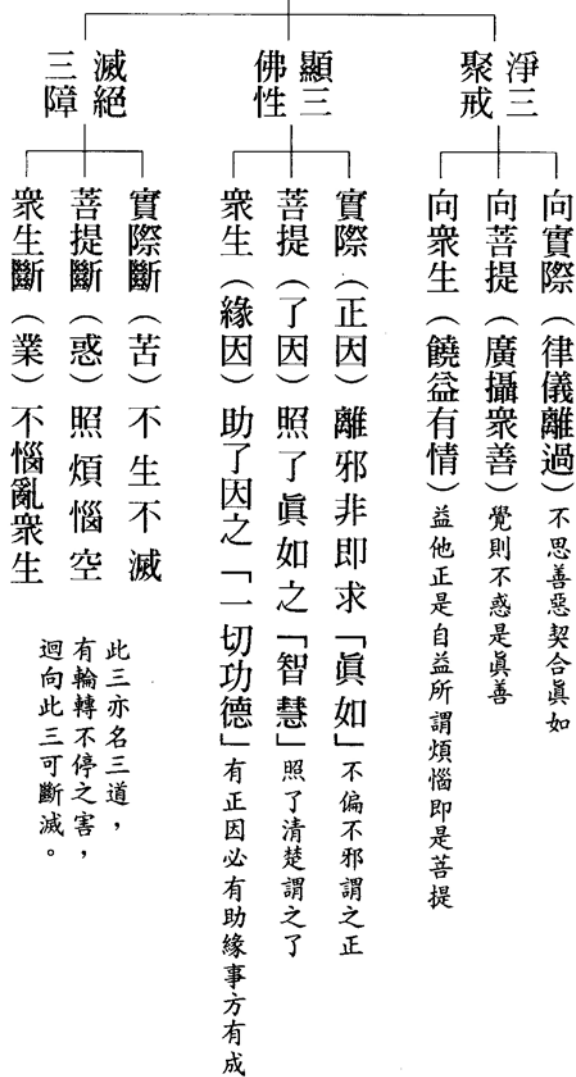 淨三
聚戒
向實際（律儀離過）不思善惡契合眞如
向菩提（廣攝衆善）覺則不惑是眞善
向衆生（饒益有情）益他正是自益所謂煩惱即是菩提
顯三
佛性
實際（正因）離邪非即求「眞如」不偏不邪謂之正
菩提（了因）照了眞如之「智慧」照了清楚謂之了
衆生（緣因）助了因之「一切功德」有正因必有助緣事方有成
滅絕
三障
實際斷（苦）不生不滅
菩提斷（惑）照煩惱空
衆生斷（業）不惱亂衆生
此三亦名三道，
有輪轉不停之害，
迴向此三可斷滅。